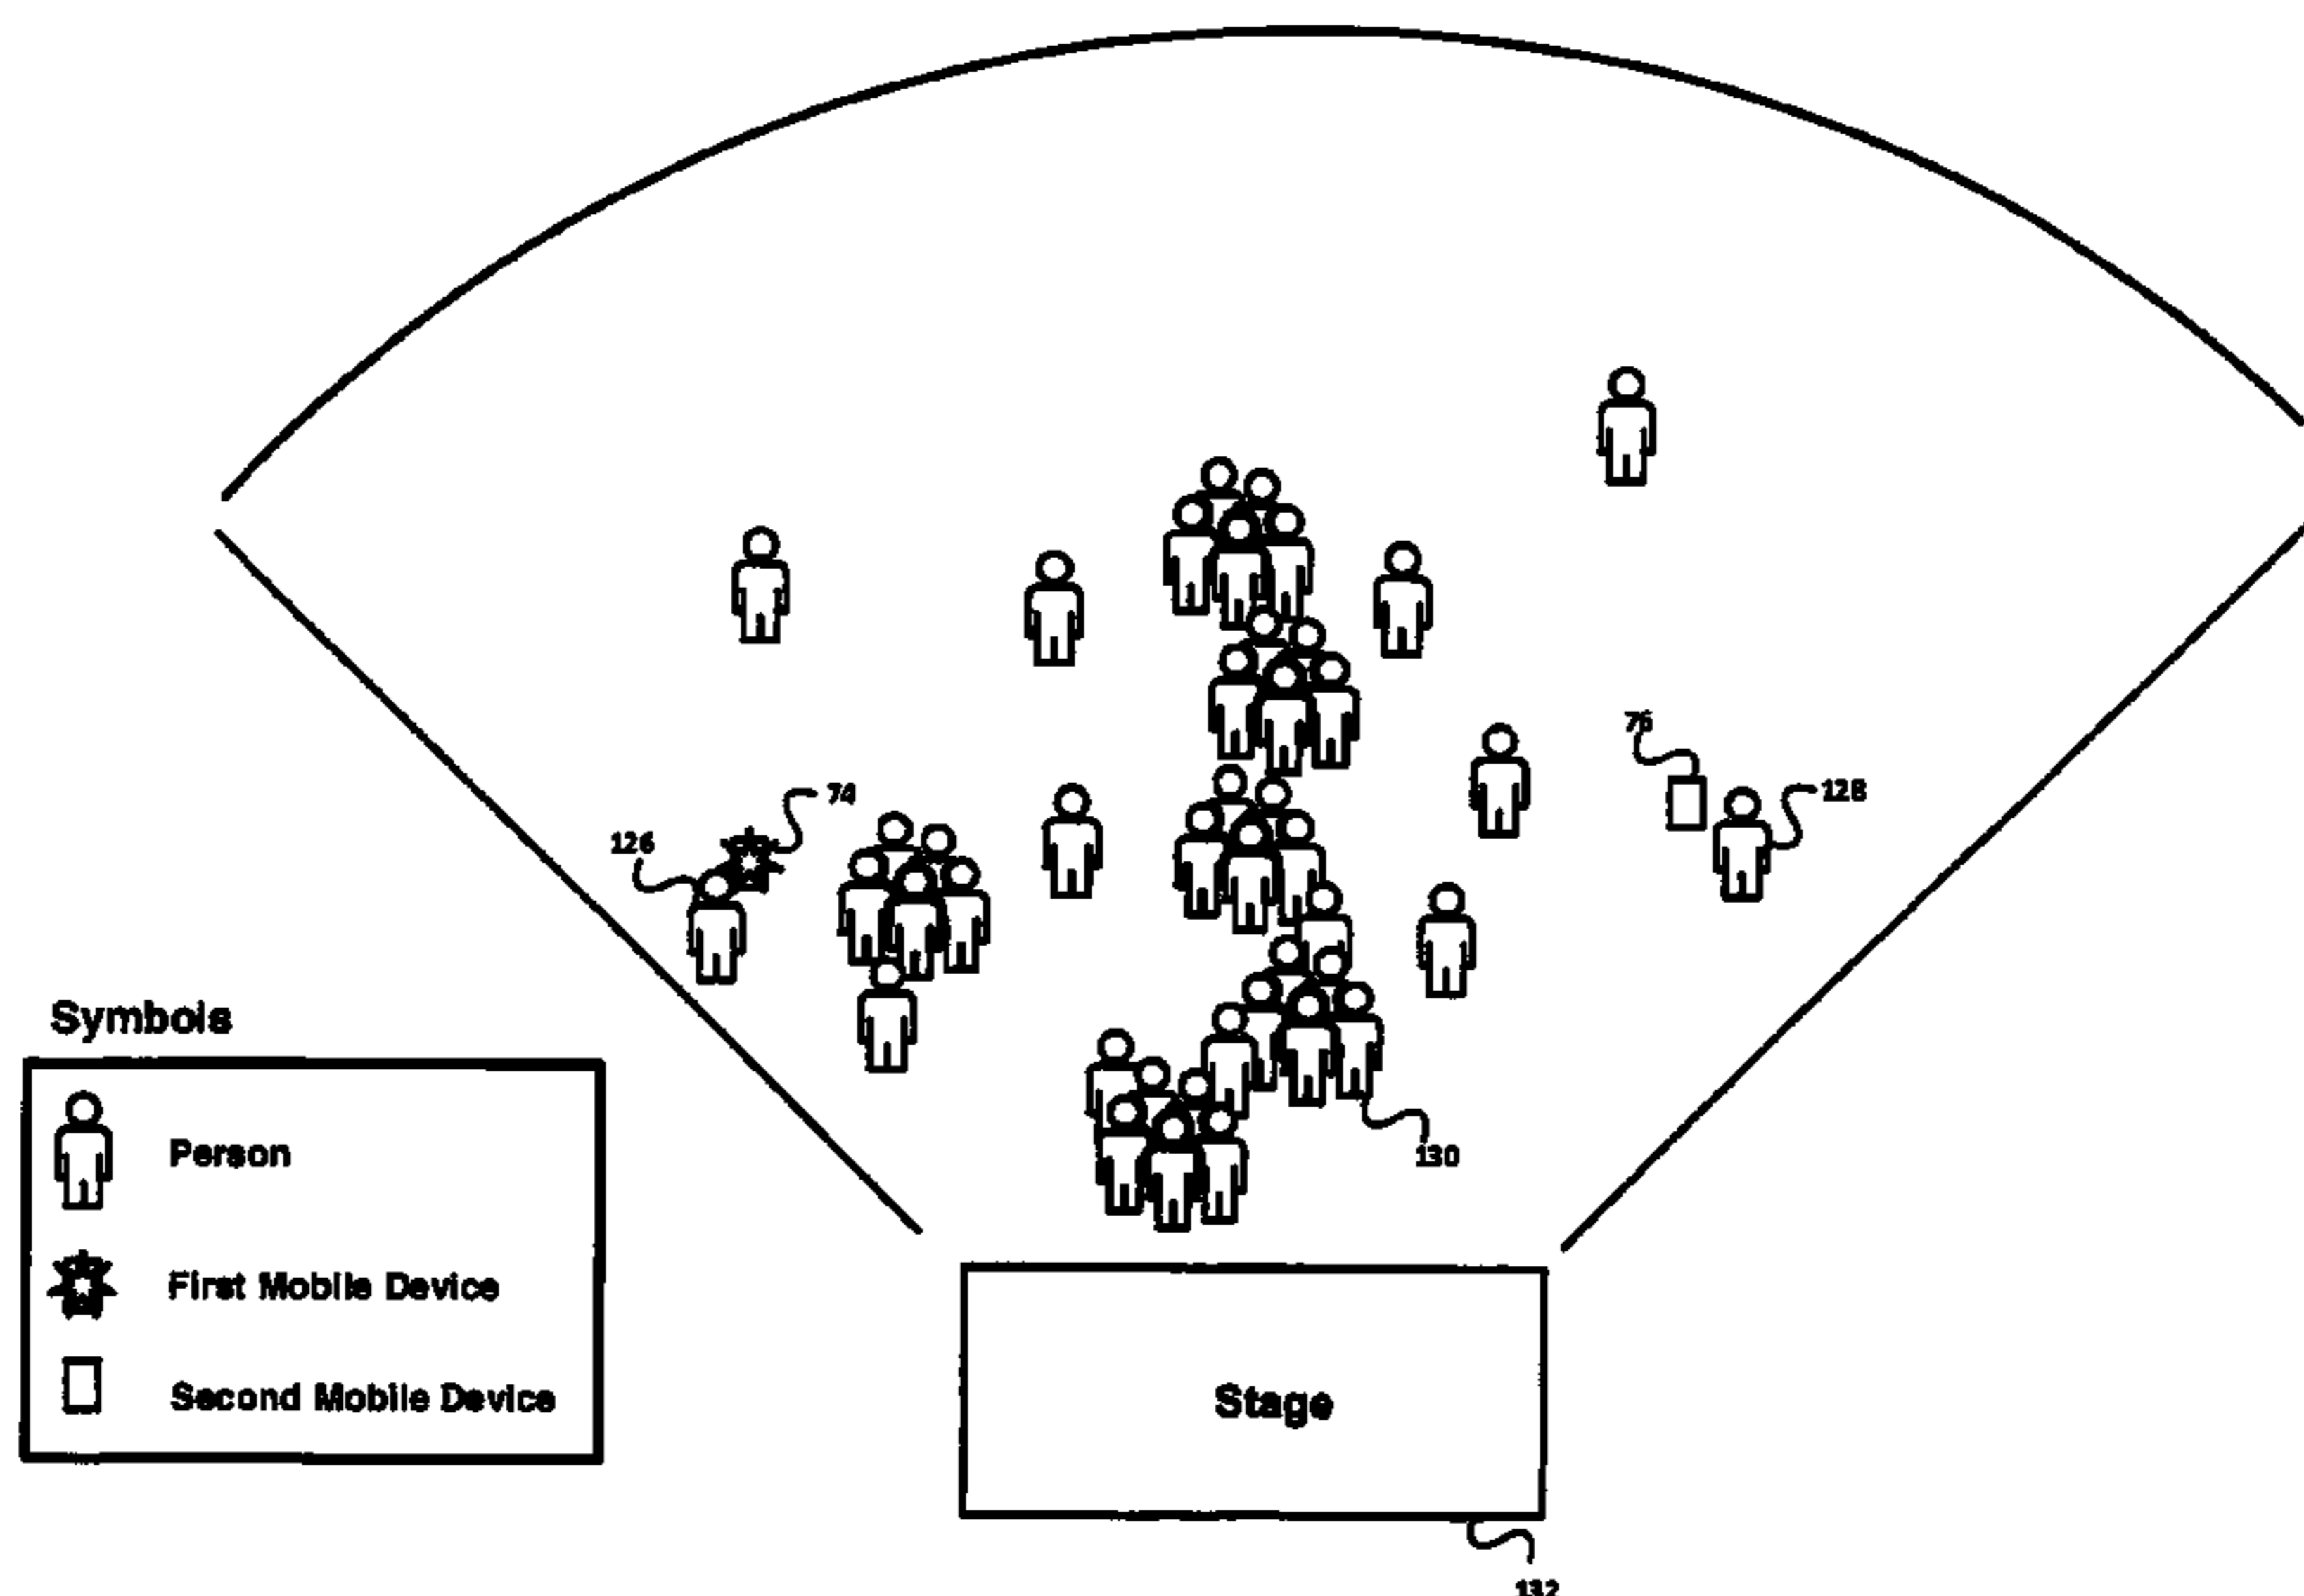 76
128
74
126
Symbols
Person
130
First Mobile Device
Second Mobile Device
Stage
132